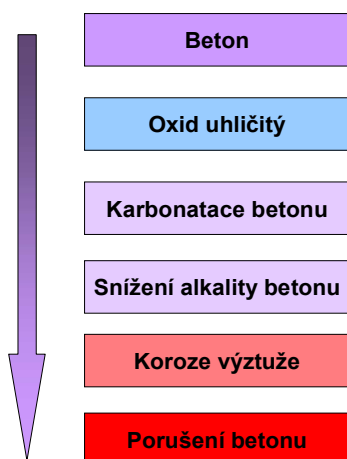 Beton
Oxid uhličitý
Karbonatace betonu
Snížení alkality betonu
Koroze výztuže
Porušení betonu